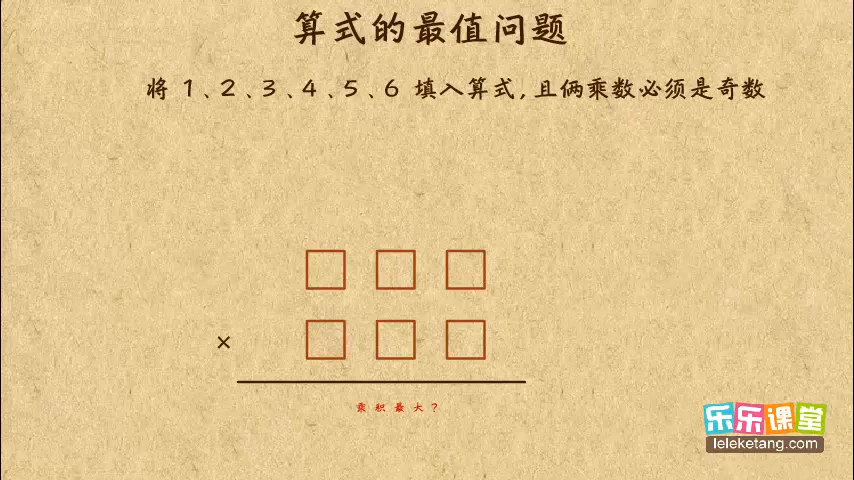 算式的最值问题
将 1、2、3、4、5、6 填入算式,且俩乘数必须是奇数
×
乘积最大?
乐乐课堂
leleketang.com